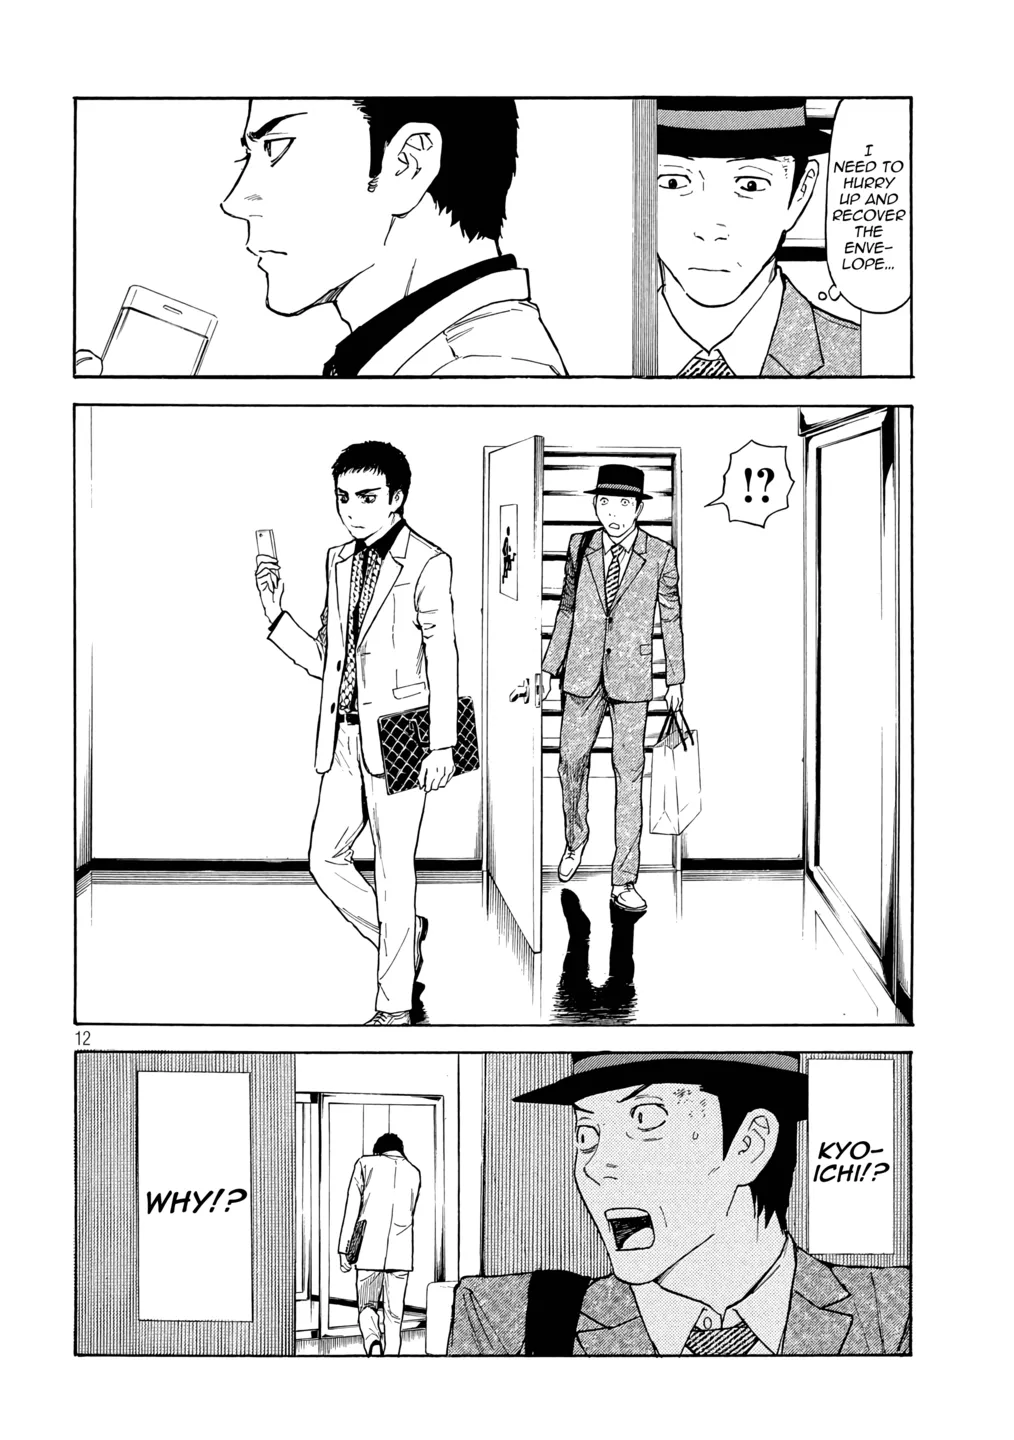 I
NEED TO
HURRY
UP AND
RECOVER
THE
ENVE-
LOPE...
!?
12
KYO-
ICHI!?
WHY!?